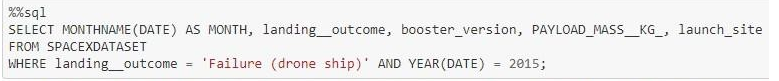 %%sql
SELECT MONTHNAME(DATE) AS MONTH, landing__outcome, booster_version, PAYLOAD_MASS__KG_, launch_site
FROM SPACEXDATASET
WHERE landing__outcome = 'Failure (drone ship)' AND YEAR(DATE) = 2015;